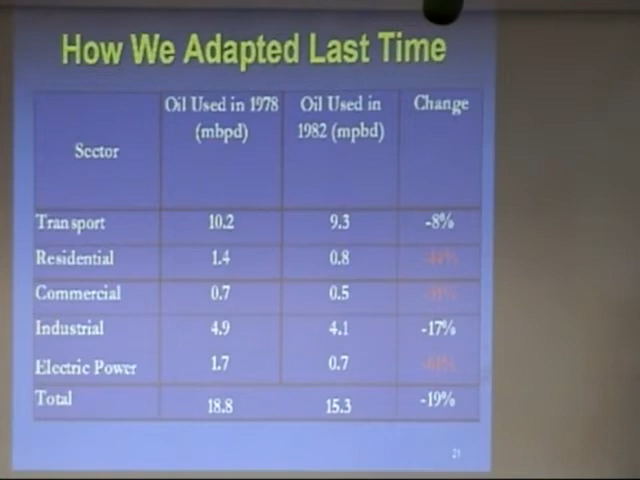 How We Adapted Last Time
Sector | Oil Used in 1978 (mbpd) | Oil Used in 1982 (mpbd) | Change
Transport | 10.2 | 9.3 | -8%
Residential | 1.4 | 0.8 | -44%
Commercial | 0.7 | 0.5
Industrial | 4.9 | 4.1 | -17%
Electric Power | 1.7 | 0.7 | -61%
Total | 18.8 | 15.3 | -19%